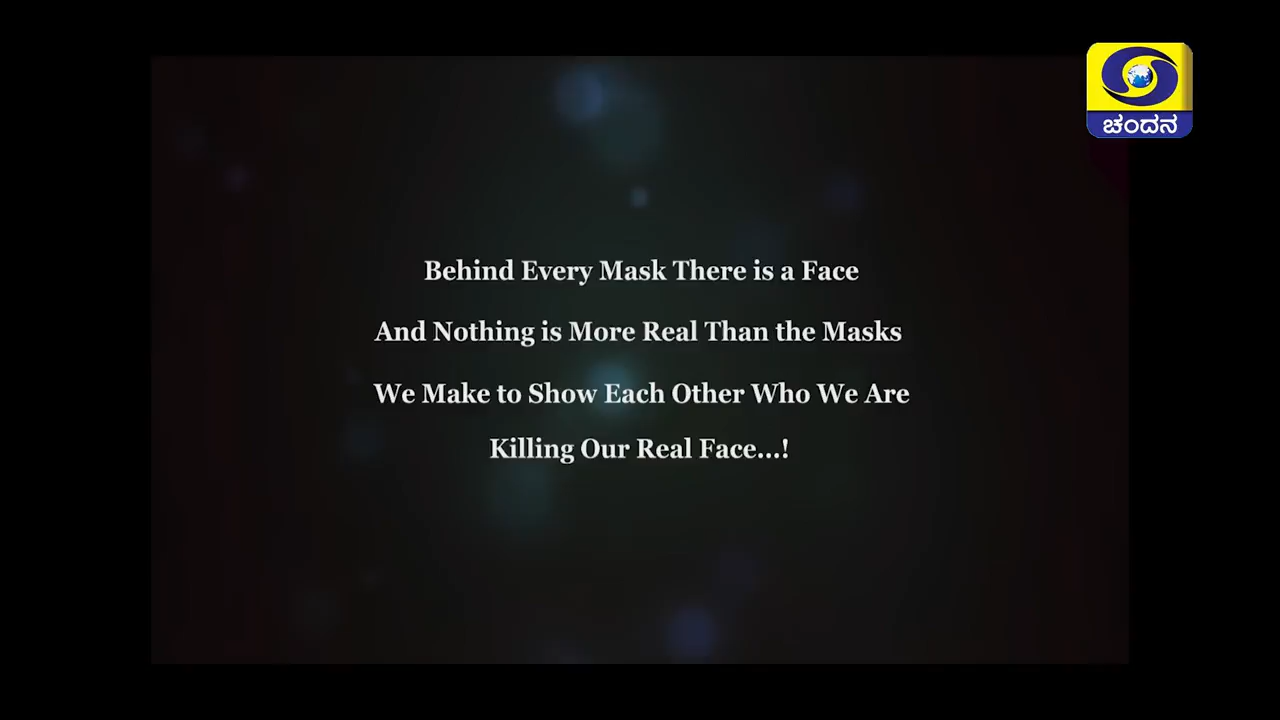 ಚಂದನ
Behind Every Mask There is a Face
And Nothing is More Real Than the Masks
We Make to Show Each Other Who We Are
Killing Our Real Face...!